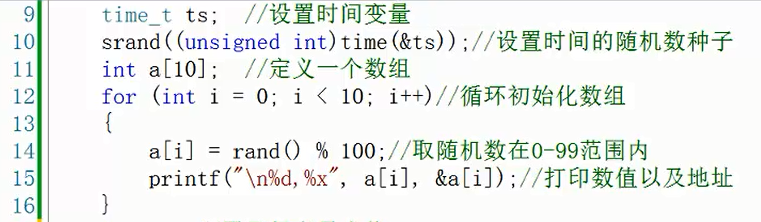 9 time_t ts; //设置时间变量
10 srand((unsigned int)time(&ts));//设置时间的随机数种子
11 int a[10]; //定义一个数组
12 for (int i = 0; i < 10; i++)//循环初始化数组
13 {
14 a[i] = rand() % 100;//取随机数在0-99范围内
15 printf("\n%d,%x", a[i], &a[i]);//打印数值以及地址
16 }